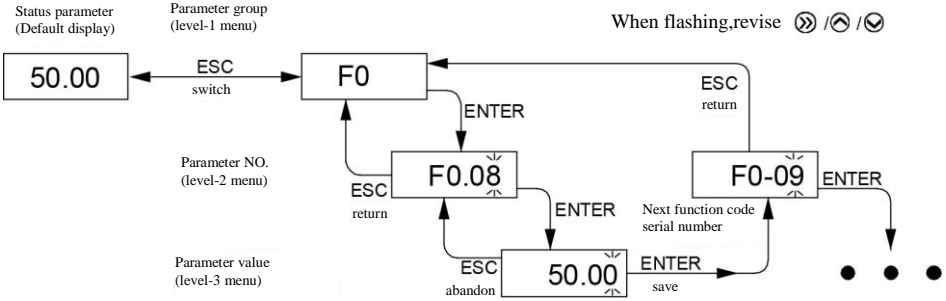 Status parameter
(Default display)
Parameter group
(level-1 menu)
When flashing,revise / /
50.00
ESC
switch
F0
ESC
return
ENTER
Parameter NO.
(level-2 menu)
F0.08
F0-09
ENTER
ESC
return
ENTER
Next function code
serial number
Parameter value
(level-3 menu)
ESC
abandon
50.00
ENTER
save